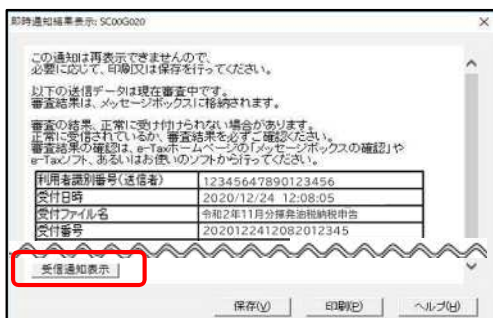 即時通知結果表示: SC00G020
この通知は再表示できませんので、
必要に応じて、印刷又は保存を行ってください。
以下の送信データは現在審査中です。
審査結果は、メッセージボックスに格納されます。
審査の結果、正常に受け付けられない場合があります。
正常に受信されているか、審査結果を必ずご確認ください。
審査結果の確認は、e-Taxホームページの「メッセージボックスの確認」や
e-Taxソフト、あるいはお使いのソフトから行ってください。
利用者識別番号(送信者) 12345647890123456
受付日時 2020/12/24 12:08:05
受付ファイル名 令和2年11月分揮発油税納税申告
受付番号 2020122412082012345
受信通知表示
保存(V) 印刷(P) ヘルプ(H)